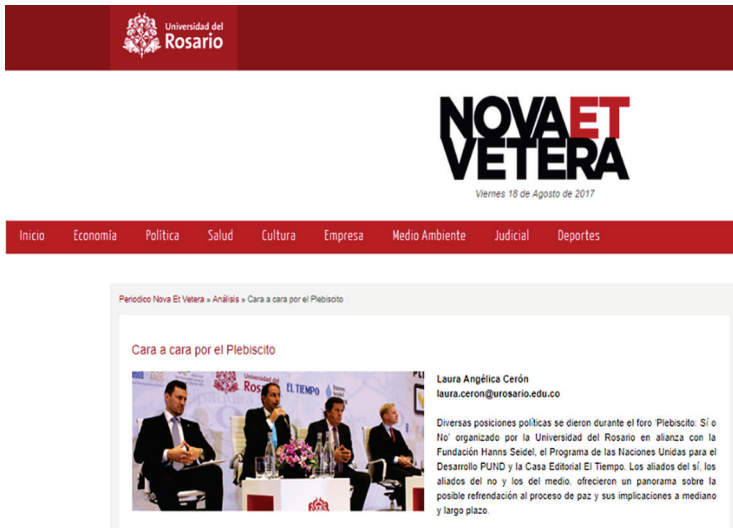 Universidad del
Rosario
NOVAET
VETERA
Viernes 18 de Agosto de 2017
Inicio Economía Política Salud Cultura Empresa Medio Ambiente Judicial Deportes
Periodico Nova Et Vetera » Análisis » Cara a cara por el Plebiscito
Cara a cara por el Plebiscito
Universidad del
EL TIEMPO
Laura Angélica Cerón
laura.ceron@urosario.edu.co
Diversas posiciones políticas se dieron durante el foro 'Plebiscito: Sí o
No' organizado por la Universidad del Rosario en alianza con la
Fundación Hanns Seidel, el Programa de las Naciones Unidas para el
Desarrollo PUND y la Casa Editorial El Tiempo. Los aliados del sí, los
aliados del no y los del medio, ofrecieron un panorama sobre la
posible refrendación al proceso de paz y sus implicaciones a mediano
y largo plazo.